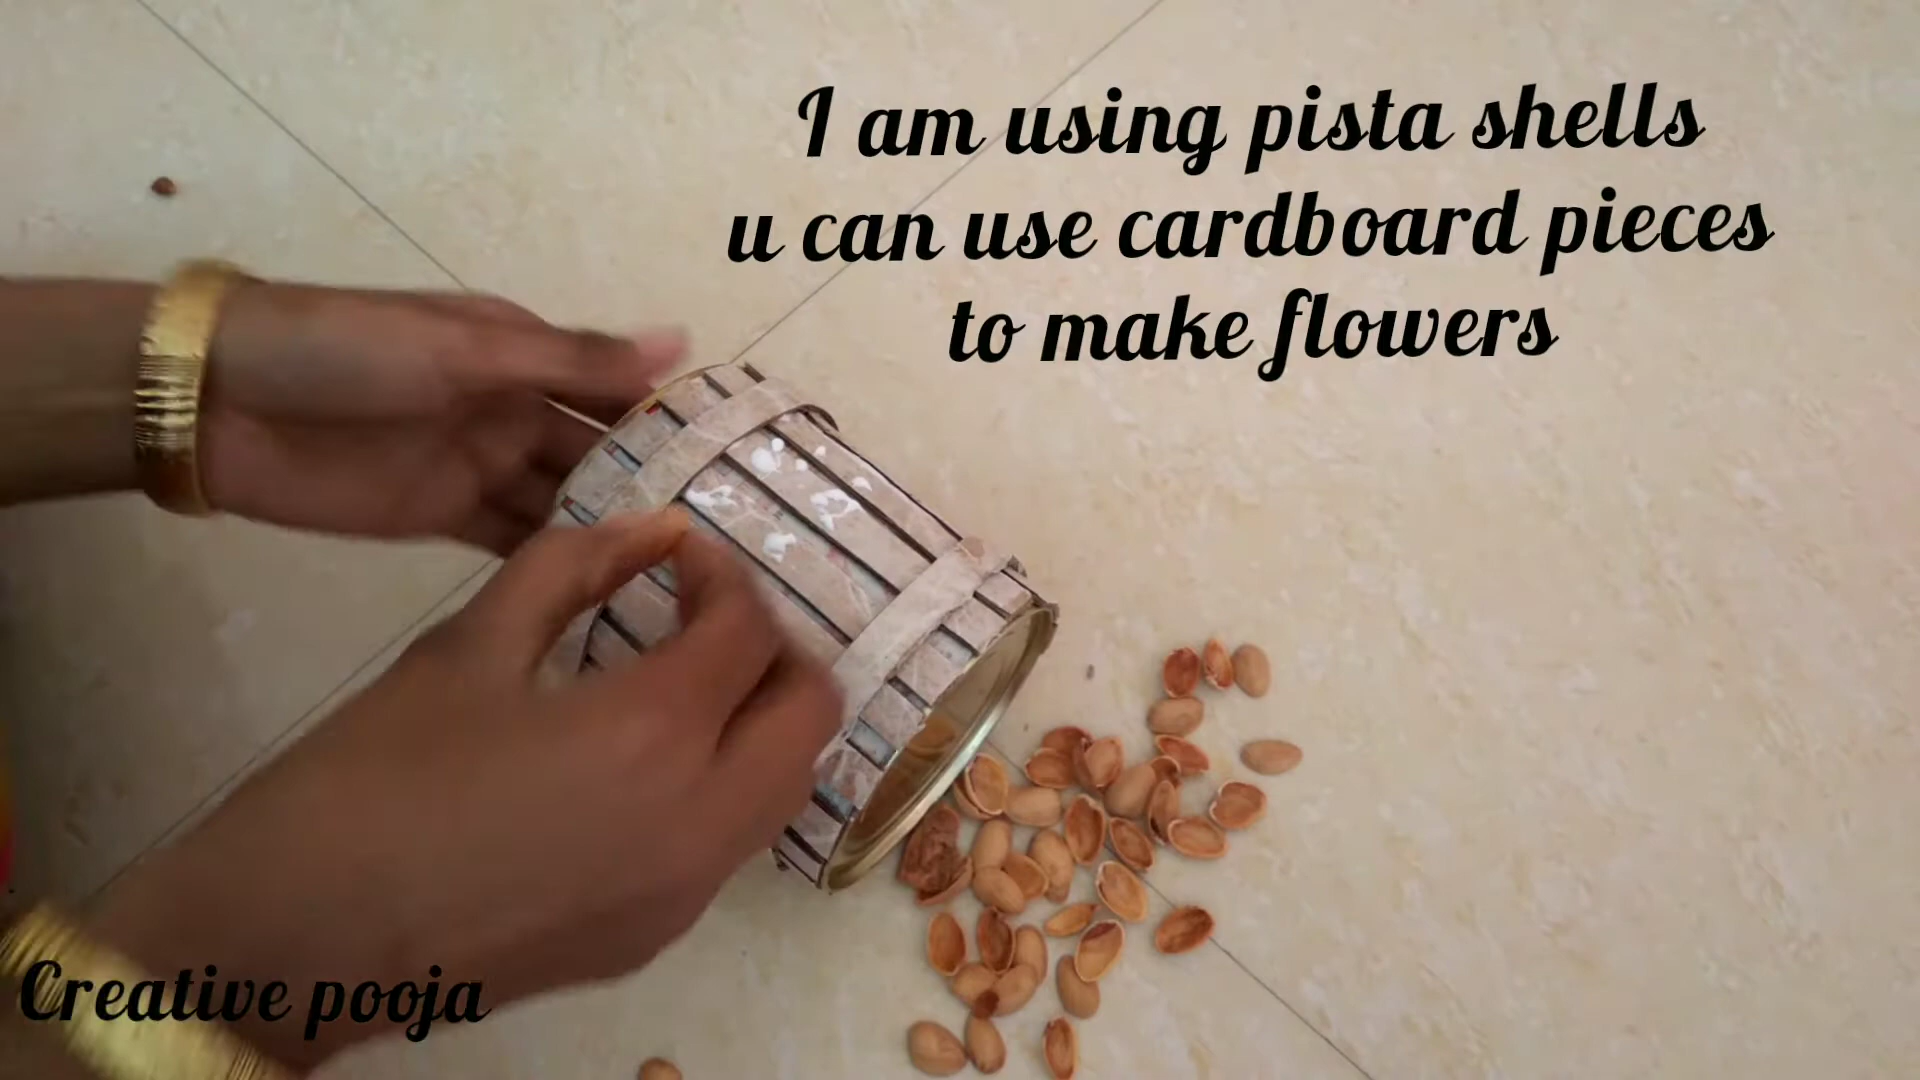 I am using pista shells
u can use cardboard pieces
to make flowers
Creative pooja